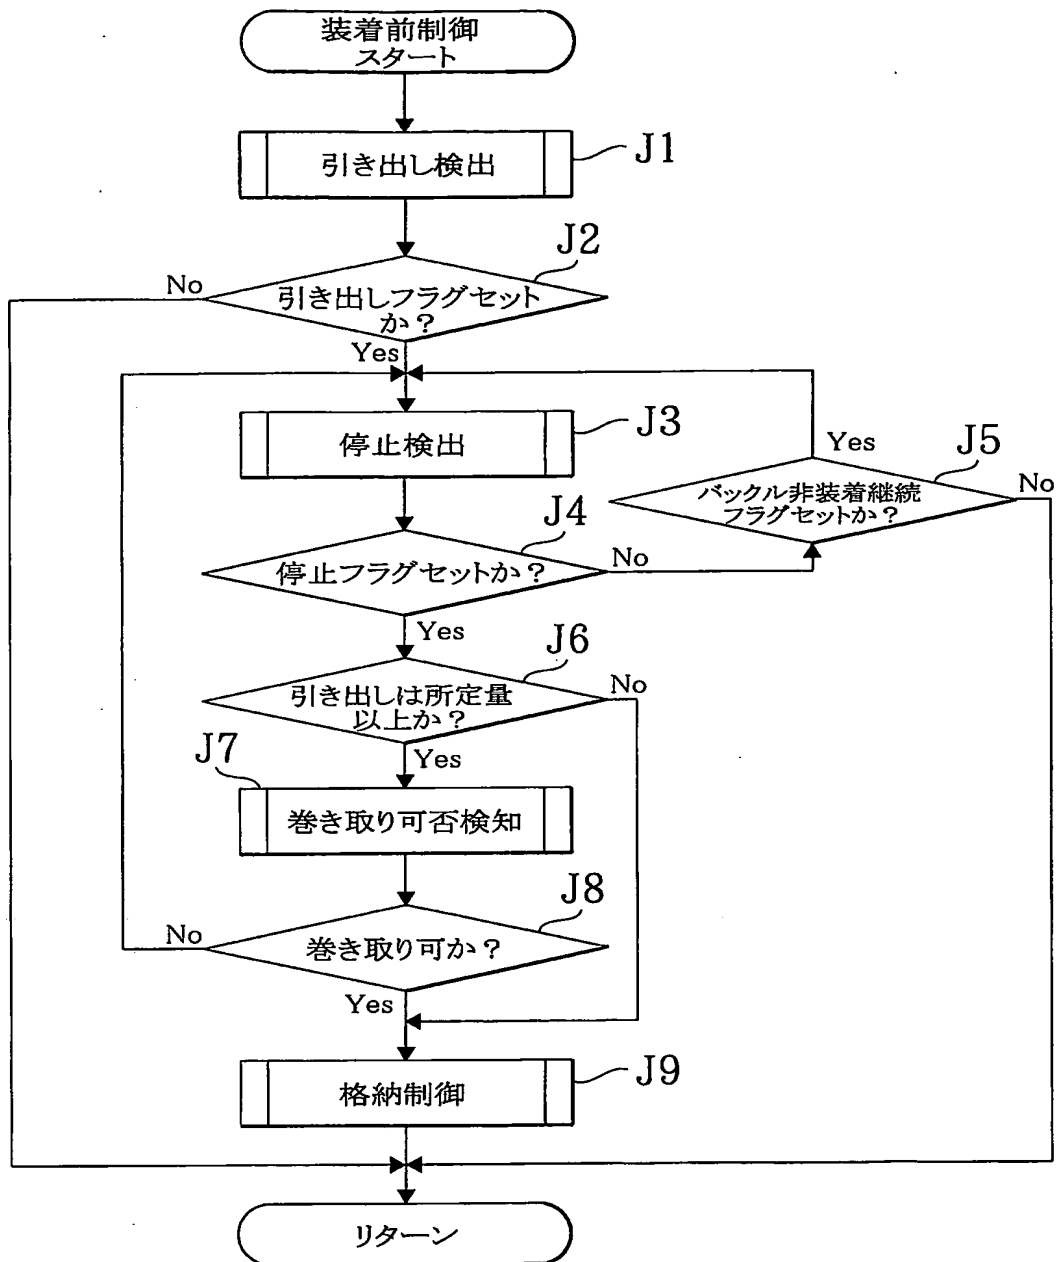 装着前制御
スタート
引き出し検出
J1
J2
No
引き出しフラグセット
か？
Yes
停止検出
J3
Yes
J5
バックル非装着継続
フラグセットか？
No
J4
停止フラグセットか？
No
Yes
J6
引き出しは所定量
以上か？
No
Yes
J7
巻き取り可否検知
J8
No
巻き取り可か？
Yes
格納制御
J9
リターン